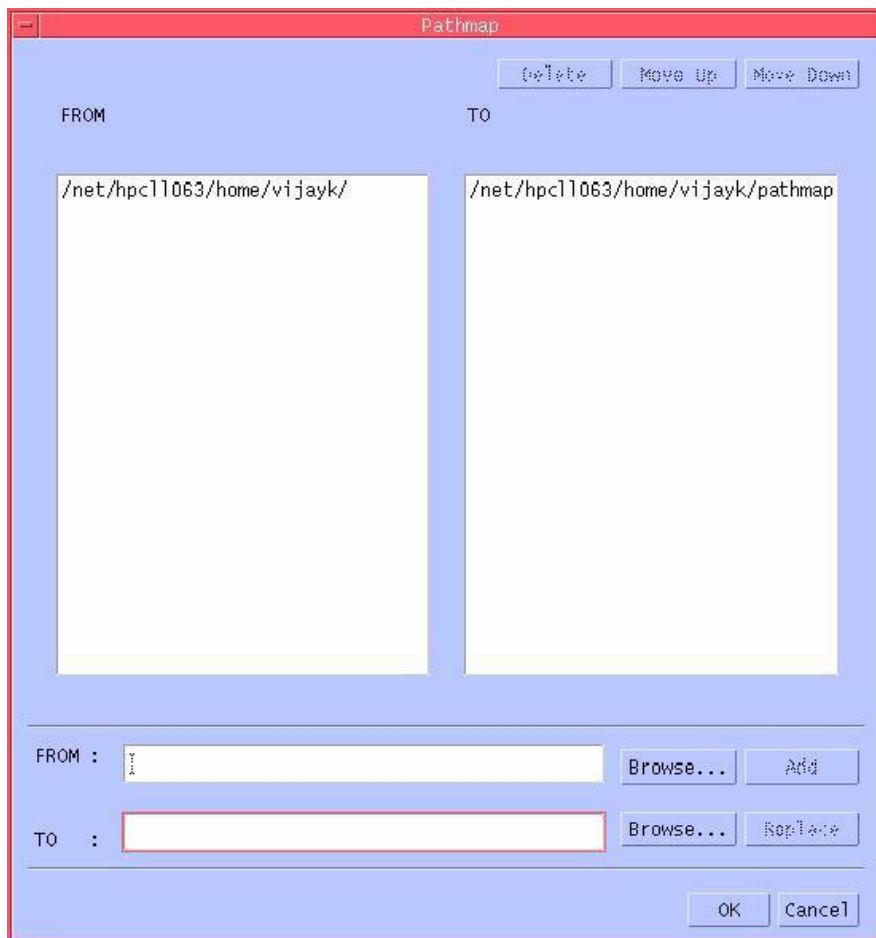 Pathmap
Delete Move Up Move Down
FROM TO
/net/hpcll063/home/vijayk/ /net/hpcll063/home/vijayk/pathmap
FROM : Browse... Add
TO : Browse... Replace
OK Cancel